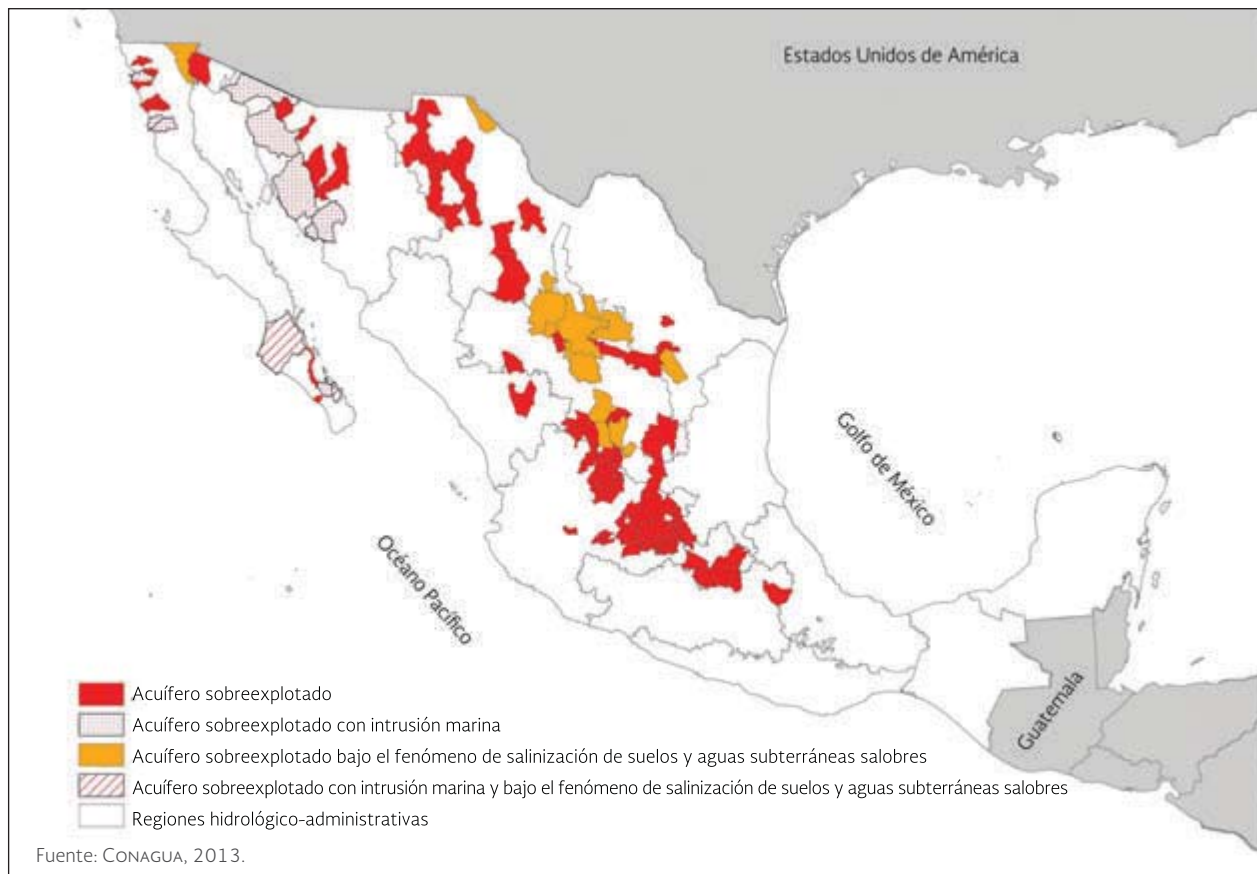 Estados Unidos de América
Golfo de México
Océano Pacífico
Guatemala
Acuífero sobreexplotado
Acuífero sobreexplotado con intrusión marina
Acuífero sobreexplotado bajo el fenómeno de salinización de suelos y aguas subterráneas salobres
Acuífero sobreexplotado con intrusión marina y bajo el fenómeno de salinización de suelos y aguas subterráneas salobres
Regiones hidrológico-administrativas
Fuente: CONAGUA, 2013.